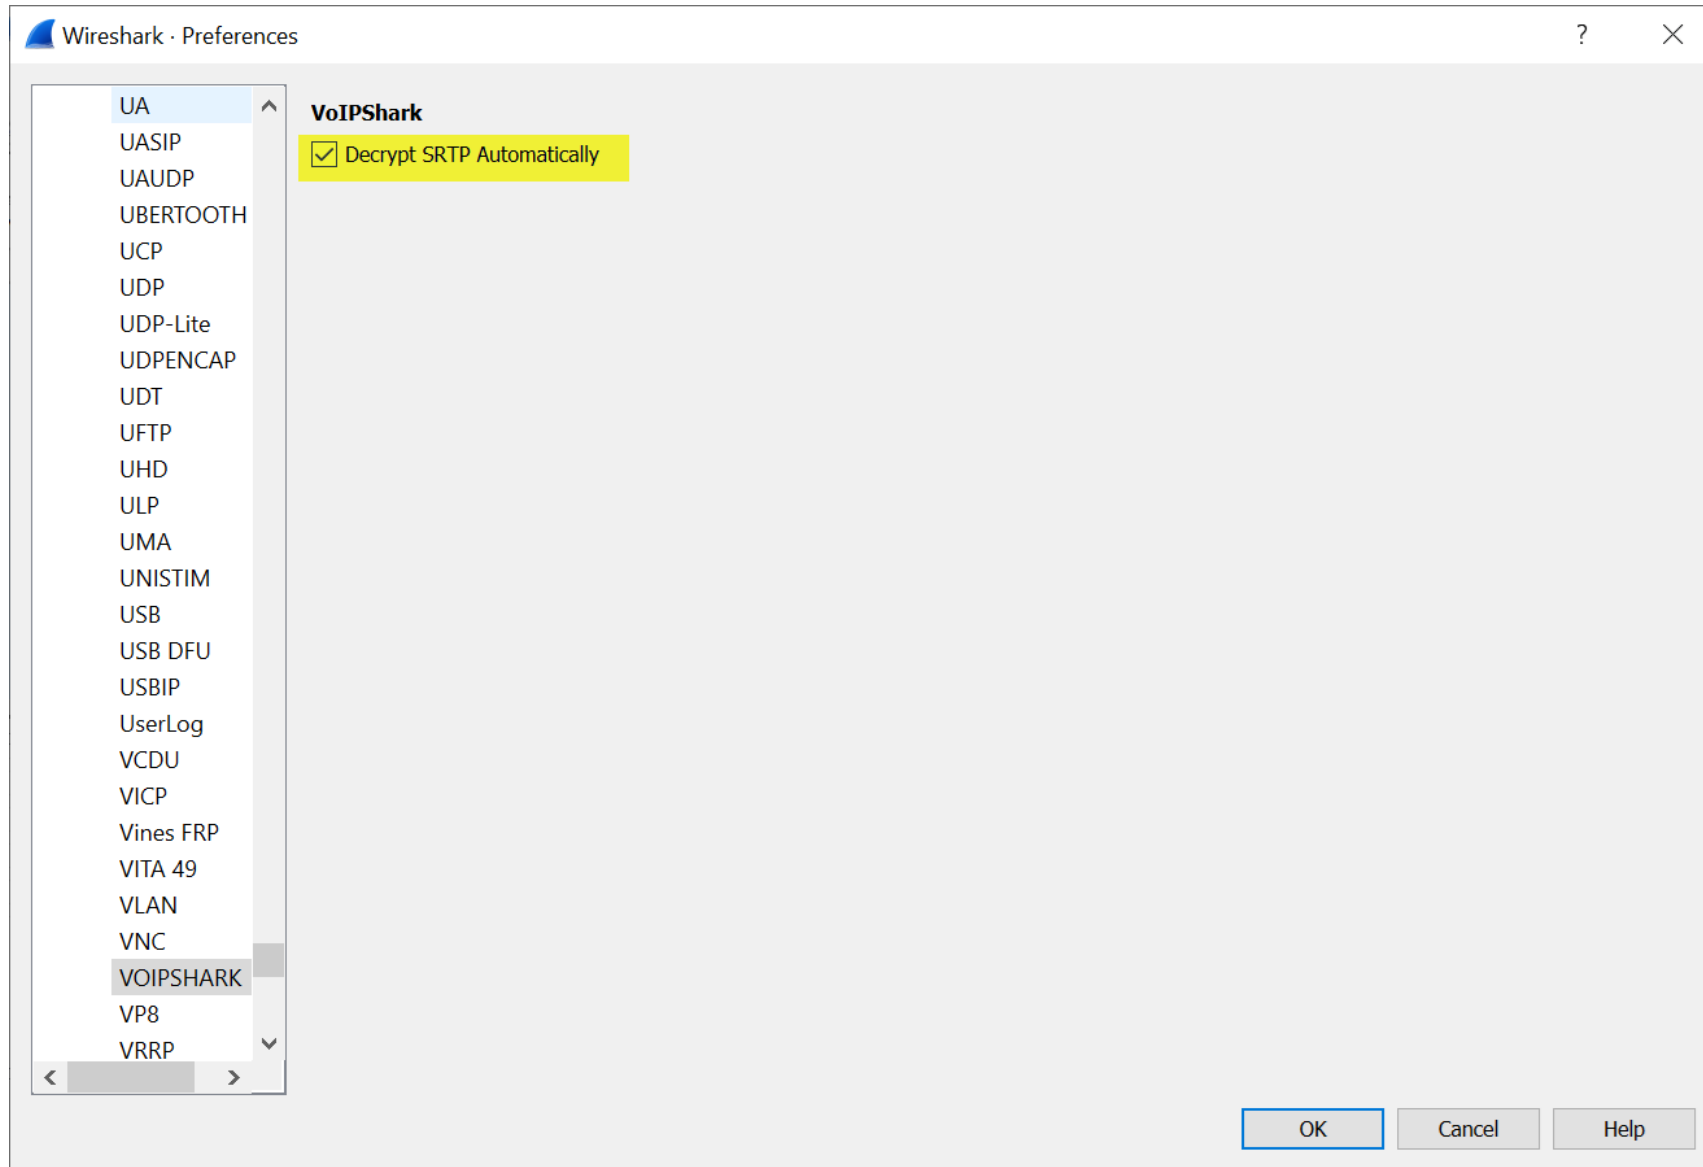 Wireshark · Preferences
?
UA
UASIP
UAUDP
UBERTOOTH
UCP
UDP
UDP-Lite
UDPENCAP
UDT
UFTP
UHD
ULP
UMA
UNISTIM
USB
USB DFU
USBIP
UserLog
VCDU
VICP
Vines FRP
VITA 49
VLAN
VNC
VOIPSHARK
VP8
VRRP
VoIPShark
Decrypt SRTP Automatically
OK
Cancel
Help